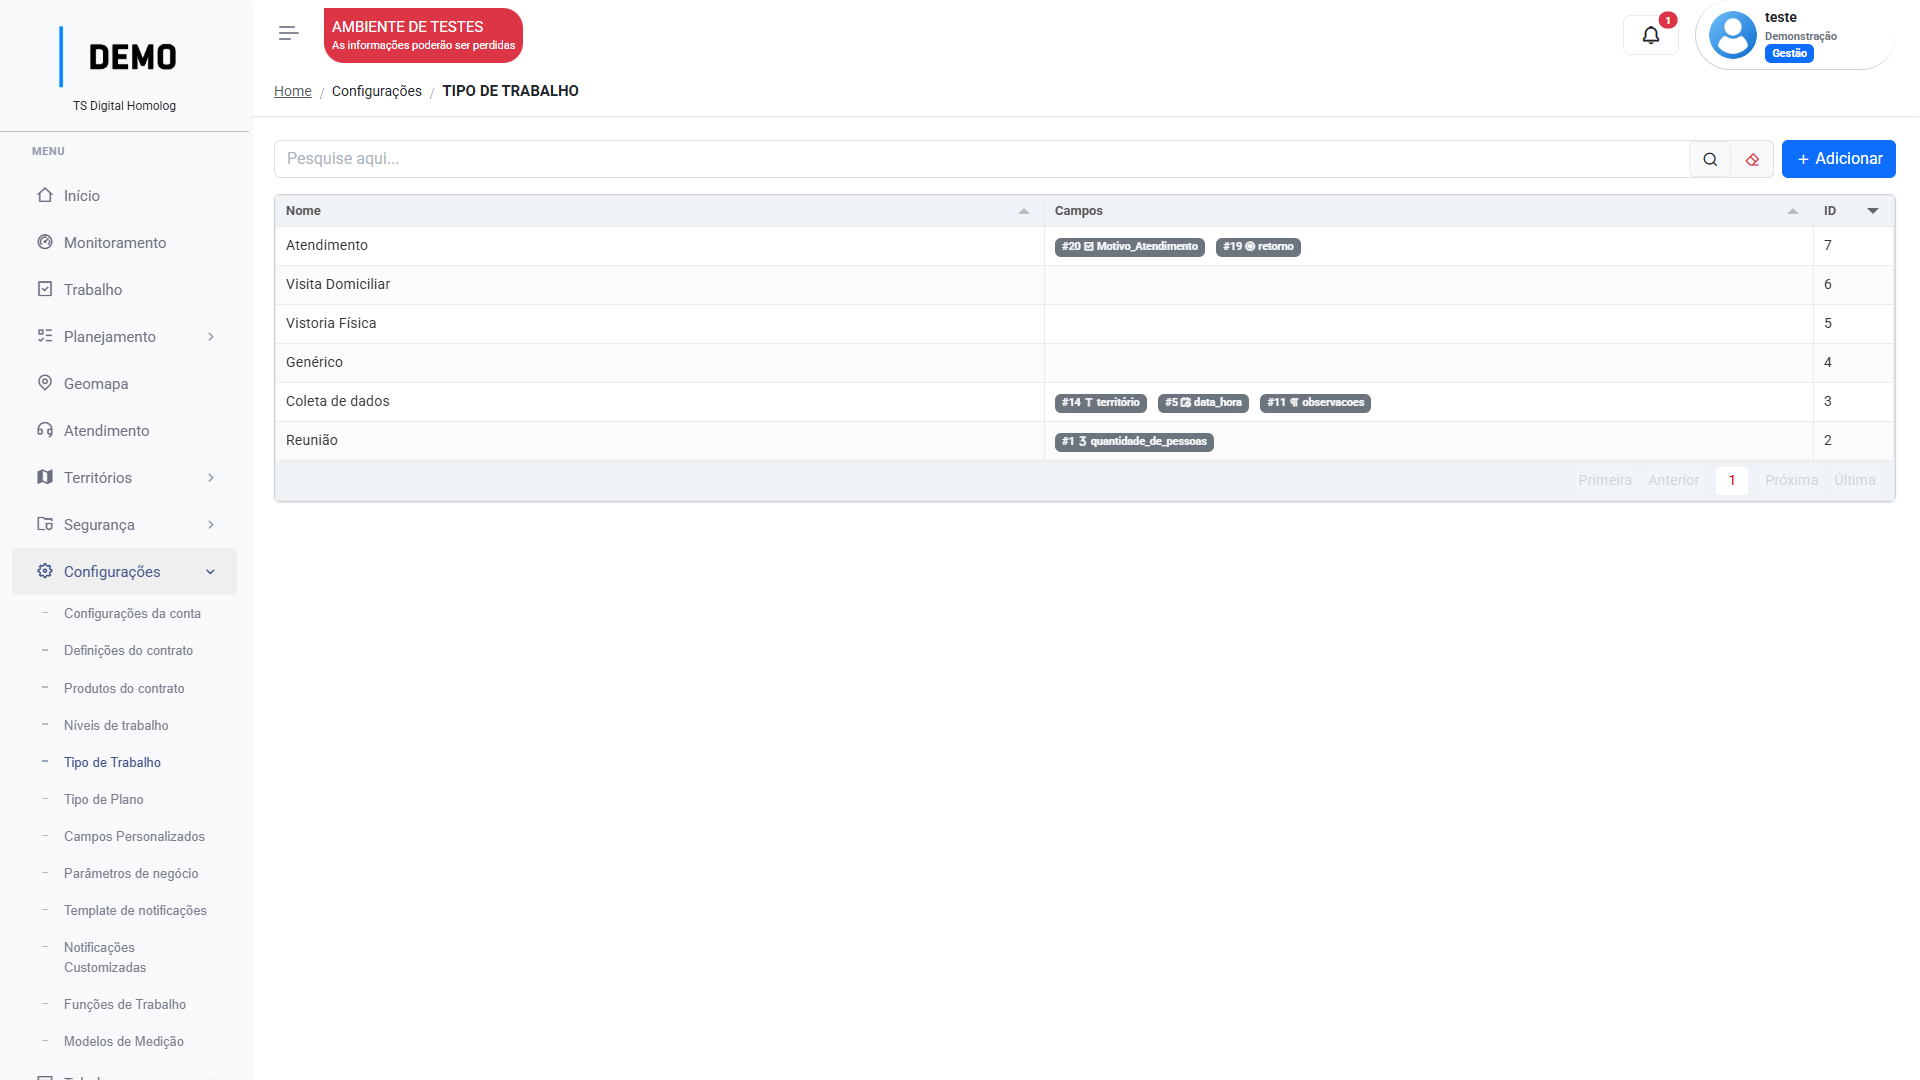 DEMO
TS Digital Homolog
MENU
Início
Monitoramento
Trabalho
Planejamento
Geomapa
Atendimento
Territórios
Segurança
Configurações
Configurações da conta
Definições do contrato
Produtos do contrato
Níveis de trabalho
Tipo de Trabalho
Tipo de Plano
Campos Personalizados
Parâmetros de negócio
Template de notificações
Notificações
Customizadas
Funções de Trabalho
Modelos de Medição
AMBIENTE DE TESTES
As informações poderão ser perdidas
1
teste
Demonstração
Gestão
Home / Configurações / TIPO DE TRABALHO
Pesquise aqui...
+ Adicionar
Nome Campos ID
Atendimento #20 Motivo_Atendimento #19 retorno 7
Visita Domiciliar 6
Vistoria Física 5
Genérico 4
Coleta de dados #14 território #5 data_hora #11 observacoes 3
Reunião #1 quantidade_de_pessoas 2
Primeira Anterior 1 Próxima Última